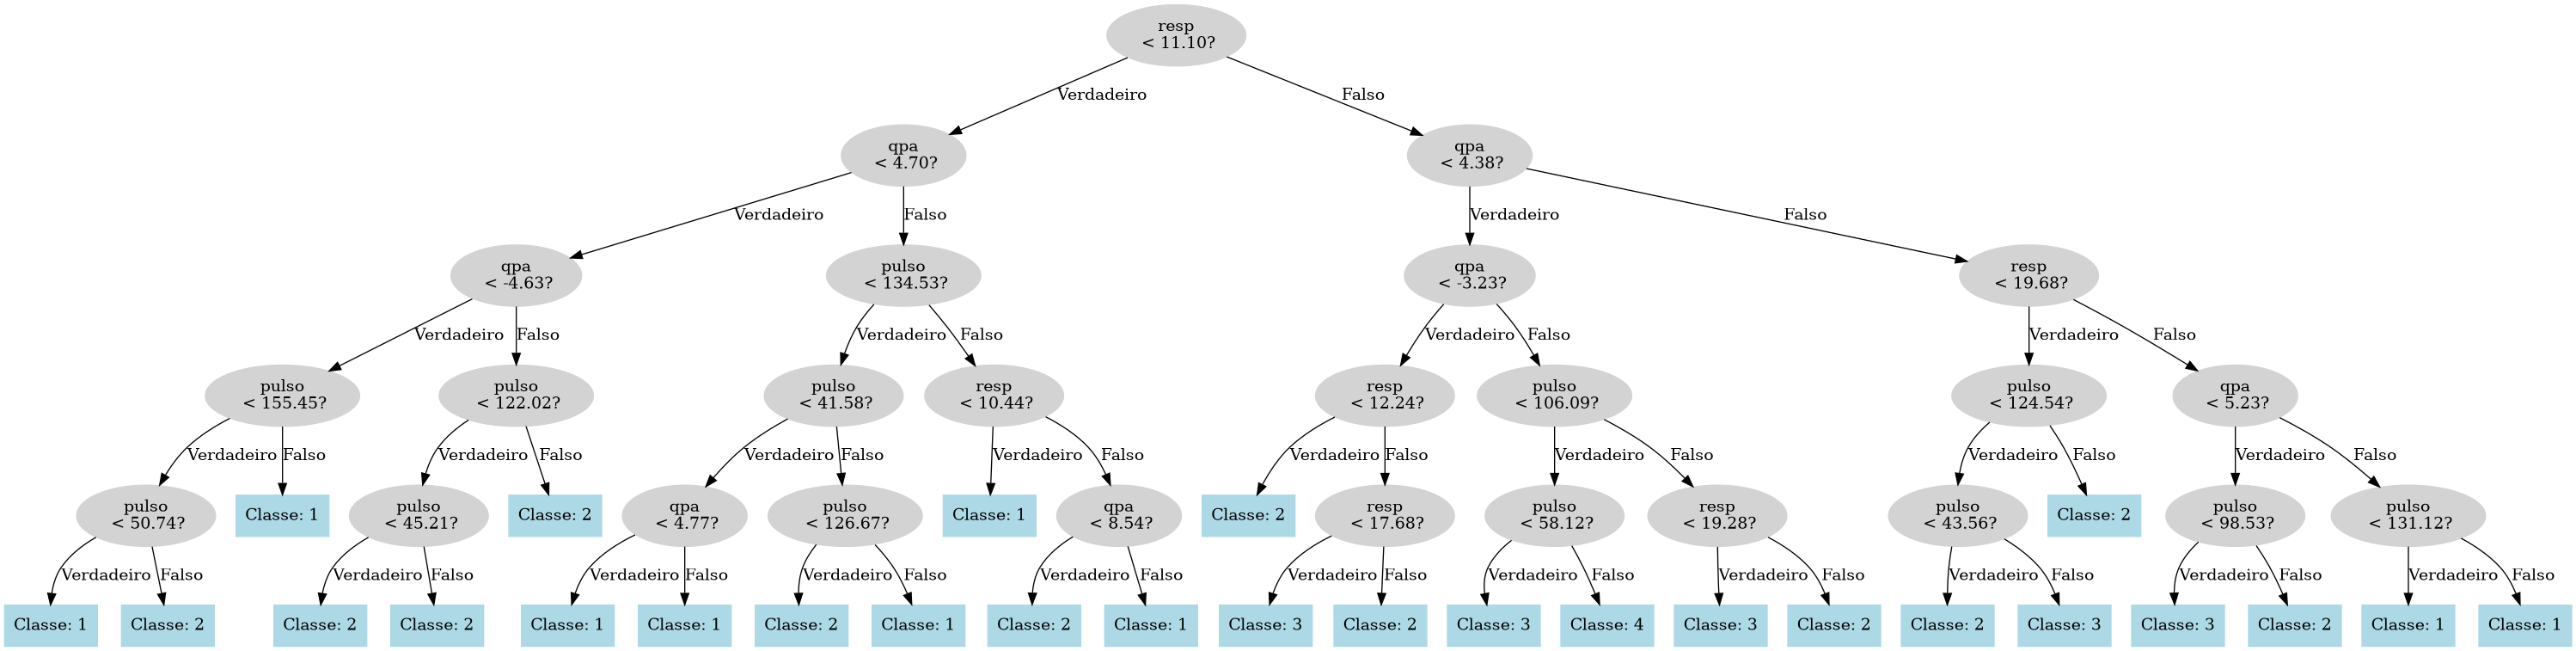 resp
< 11.10?
Verdadeiro
Falso
qpa
< 4.70?
qpa
< 4.38?
Verdadeiro
Falso
Verdadeiro
Falso
qpa
< -4.63?
pulso
< 134.53?
qpa
< -3.23?
resp
< 19.68?
Verdadeiro
Falso
Verdadeiro
Falso
Verdadeiro
Falso
Verdadeiro
Falso
pulso
< 155.45?
pulso
< 122.02?
pulso
< 41.58?
resp
< 10.44?
resp
< 12.24?
pulso
< 106.09?
pulso
< 124.54?
qpa
< 5.23?
Verdadeiro
Falso
Verdadeiro
Falso
Verdadeiro
Falso
Verdadeiro
Falso
Verdadeiro
Falso
Verdadeiro
Falso
Verdadeiro
Falso
Verdadeiro
Falso
pulso
< 50.74?
Classe: 1
pulso
< 45.21?
Classe: 2
qpa
< 4.77?
pulso
< 126.67?
Classe: 1
qpa
< 8.54?
Classe: 2
resp
< 17.68?
pulso
< 58.12?
resp
< 19.28?
pulso
< 43.56?
Classe: 2
pulso
< 98.53?
pulso
< 131.12?
Verdadeiro
Falso
Verdadeiro
Falso
Verdadeiro
Falso
Verdadeiro
Falso
Verdadeiro
Falso
Verdadeiro
Falso
Verdadeiro
Falso
Verdadeiro
Falso
Verdadeiro
Falso
Verdadeiro
Falso
Verdadeiro
Falso
Classe: 1
Classe: 2
Classe: 2
Classe: 2
Classe: 1
Classe: 1
Classe: 2
Classe: 1
Classe: 2
Classe: 1
Classe: 3
Classe: 2
Classe: 3
Classe: 4
Classe: 3
Classe: 2
Classe: 2
Classe: 3
Classe: 3
Classe: 2
Classe: 1
Classe: 1